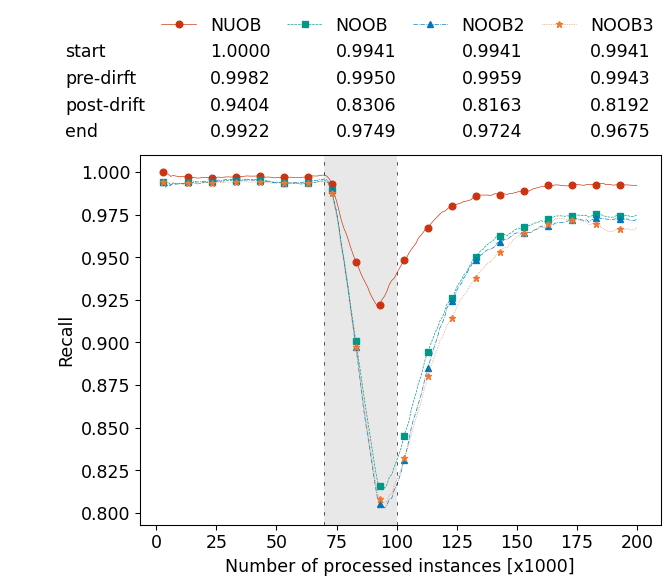 NUOB NOOB NOOB2 NOOB3
start 1.0000 0.9941 0.9941 0.9941
pre-dirft 0.9982 0.9950 0.9959 0.9943
post-drift 0.9404 0.8306 0.8163 0.8192
end 0.9922 0.9749 0.9724 0.9675
1.000
0.975
0.950
0.925
0.900
0.875
0.850
0.825
0.800
Recall
0 25 50 75 100 125 150 175 200
Number of processed instances [x1000]